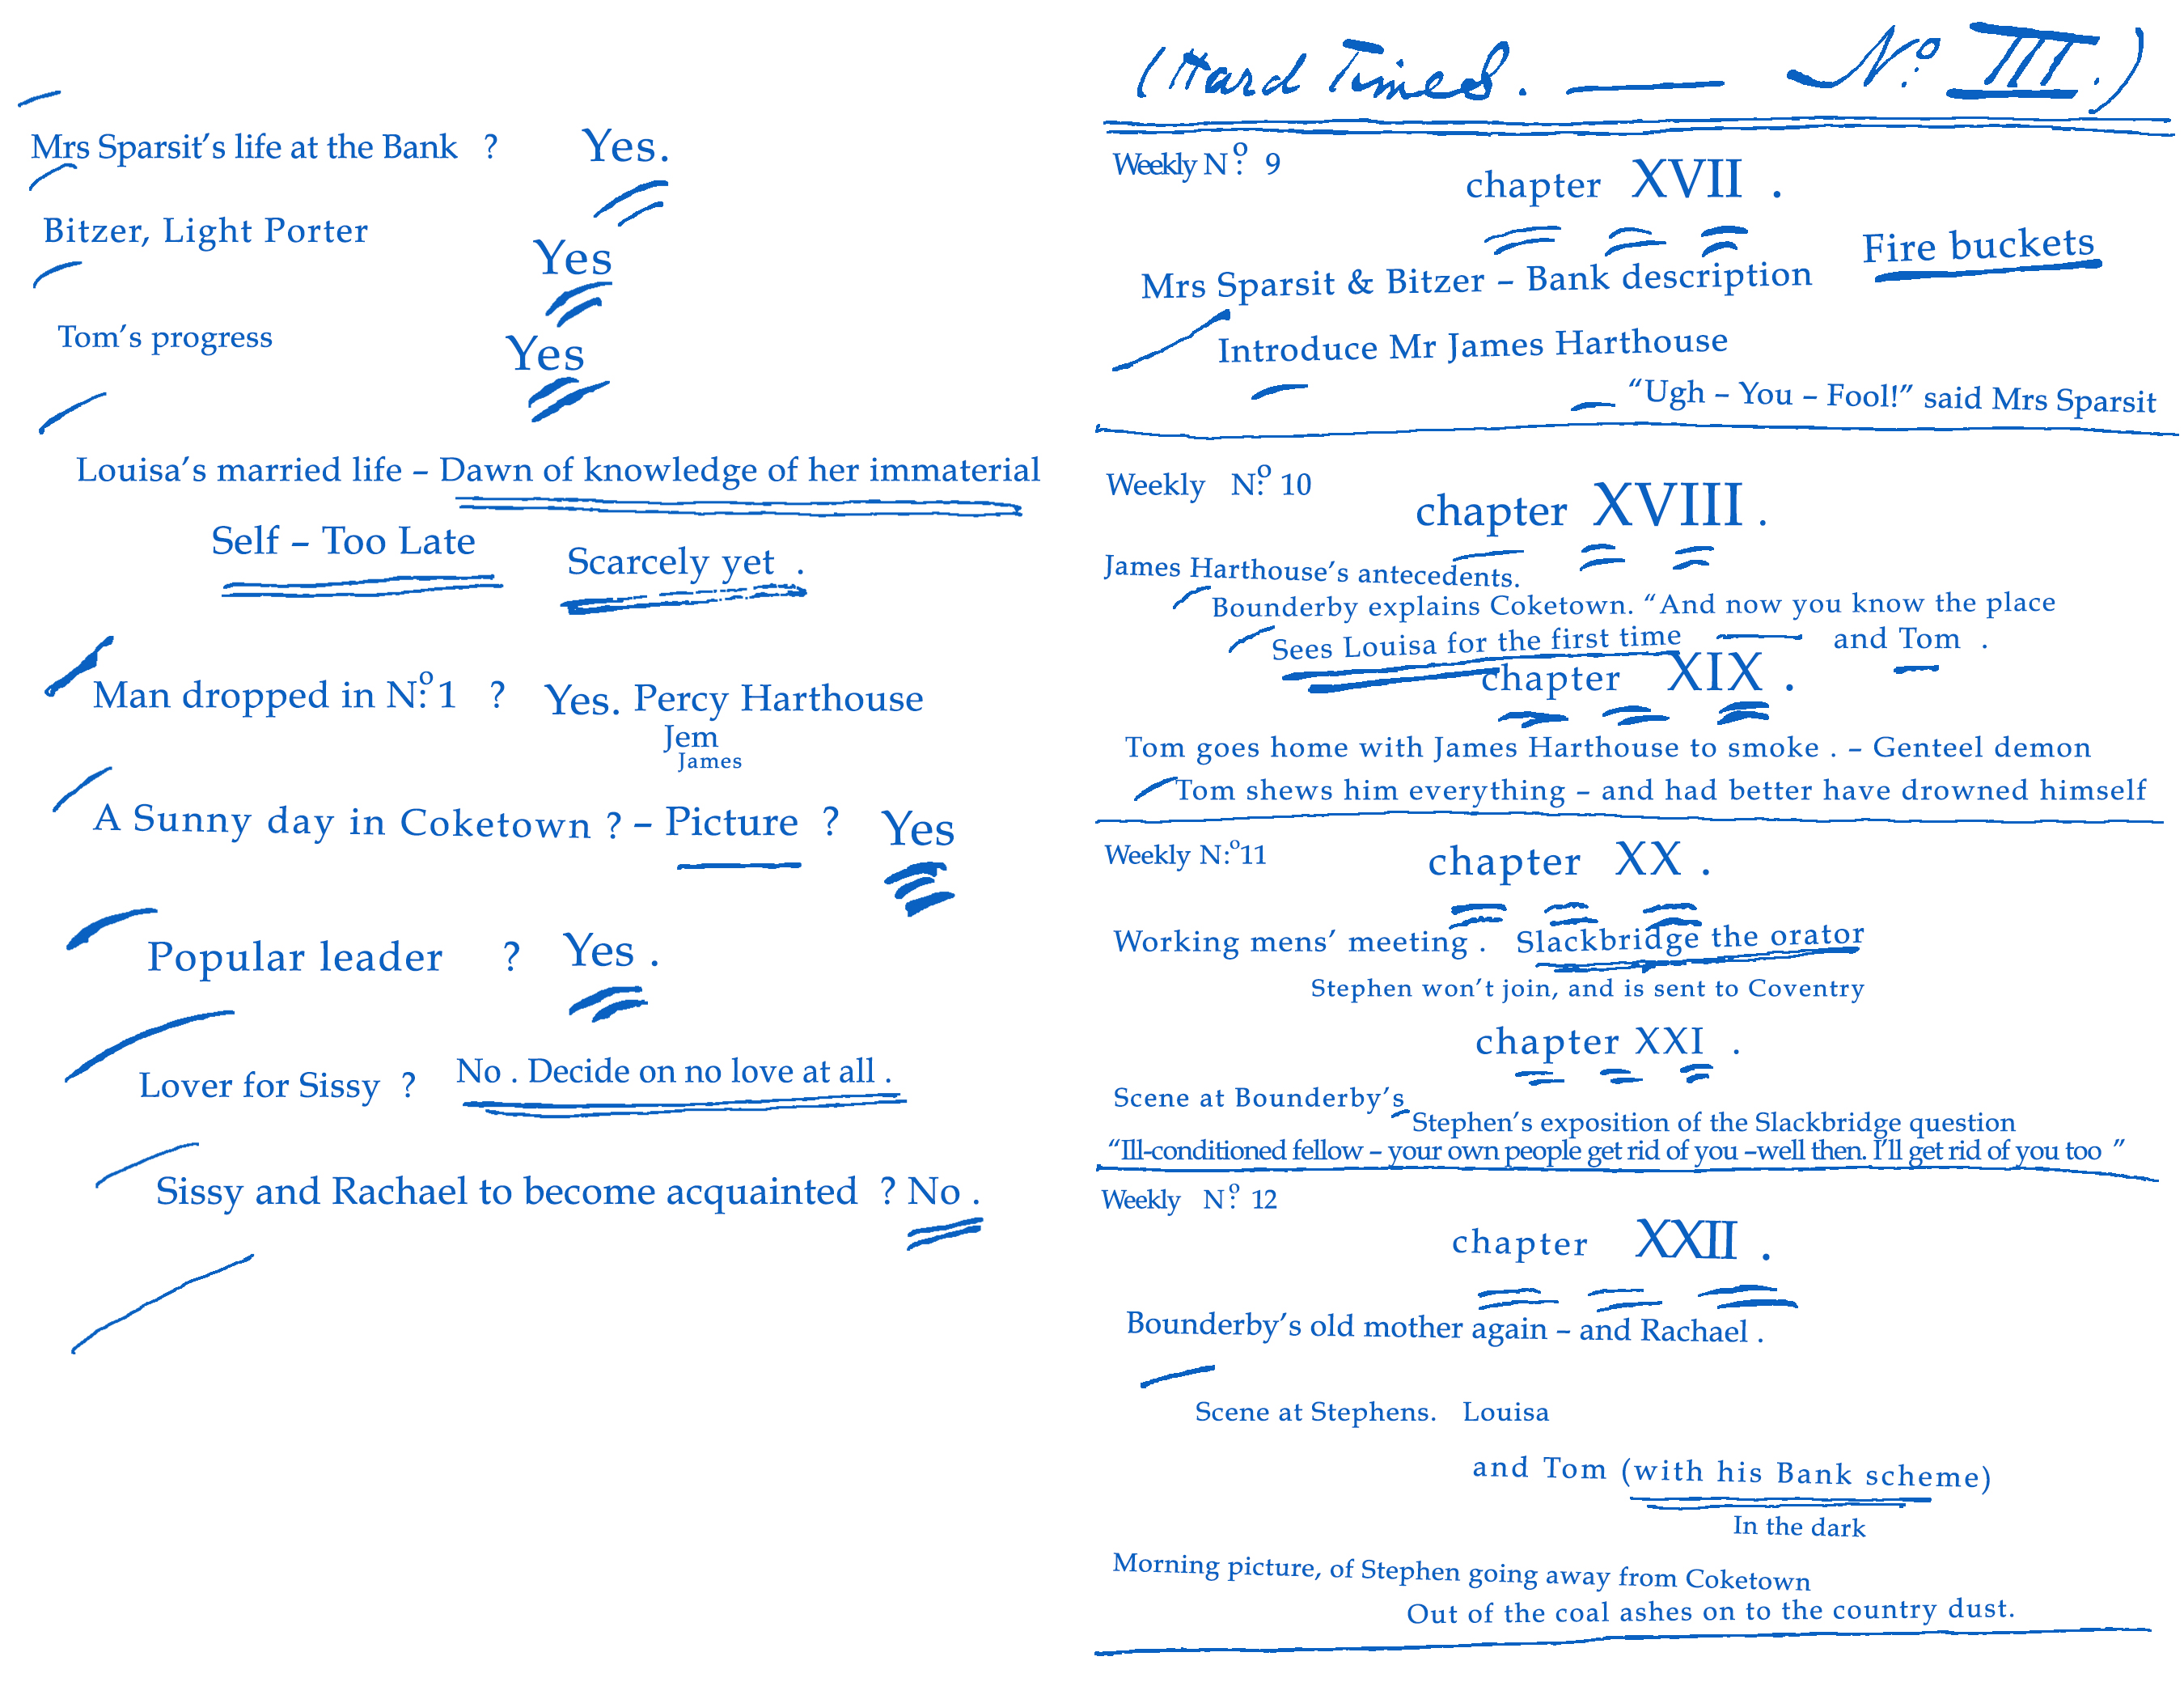 Mrs Sparsit’s life at the Bank ? Yes.
Bitzer, Light Porter Yes
Tom’s progress Yes
Louisa’s married life – Dawn of knowledge of her immaterial
Self – Too Late Scarcely yet .
Man dropped in No: 1 ? Yes. Percy Harthouse
Jem
James
A Sunny day in Coketown ? – Picture ? Yes
Popular leader ? Yes .
Lover for Sissy ? No . Decide on no love at all .
Sissy and Rachael to become acquainted ? No .
(Hard Times. — No: III.)
Weekly No: 9
chapter XVII .
Fire buckets
Mrs Sparsit & Bitzer – Bank description
Introduce Mr James Harthouse
“Ugh – You – Fool!” said Mrs Sparsit
Weekly No: 10
chapter XVIII .
James Harthouse’s antecedents.
Bounderby explains Coketown. “And now you know the place
Sees Louisa for the first time — and Tom .
chapter XIX .
Tom goes home with James Harthouse to smoke . – Genteel demon
Tom shews him everything – and had better have drowned himself
Weekly No: 11
chapter XX .
Working mens’ meeting . Slackbridge the orator
Stephen won’t join, and is sent to Coventry
chapter XXI .
Scene at Bounderby’s
Stephen’s exposition of the Slackbridge question
“Ill-conditioned fellow – your own people get rid of you –well then. I’ll get rid of you too ”
Weekly No: 12
chapter XXII .
Bounderby’s old mother again – and Rachael .
Scene at Stephens. Louisa
and Tom (with his Bank scheme)
In the dark
Morning picture, of Stephen going away from Coketown
Out of the coal ashes on to the country dust.